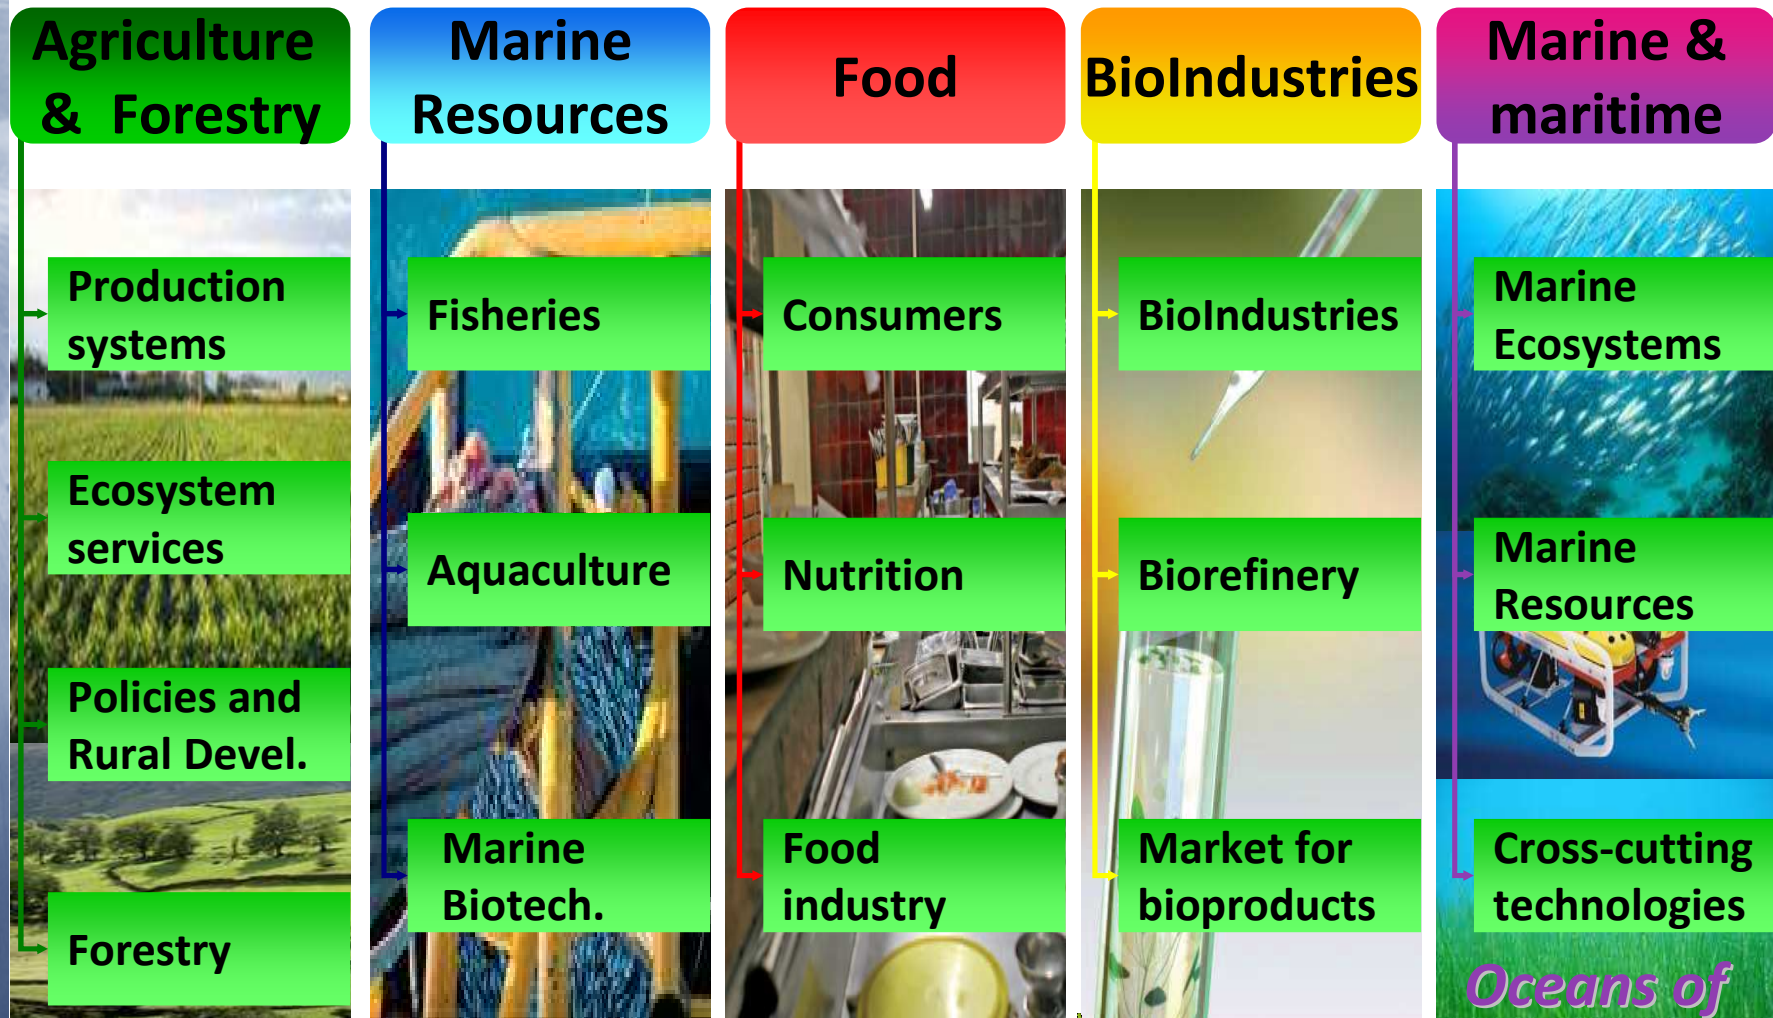 Agriculture
& Forestry
Marine
Resources
Food
BioIndustries
Marine &
maritime
Production
systems
Ecosystem
services
Policies and
Rural Devel.
Forestry
Fisheries
Aquaculture
Marine
Biotech.
Consumers
Nutrition
Food
industry
BioIndustries
Biorefinery
Market for
bioproducts
Marine
Ecosystems
Marine
Resources
Cross-cutting
technologies
Oceans of